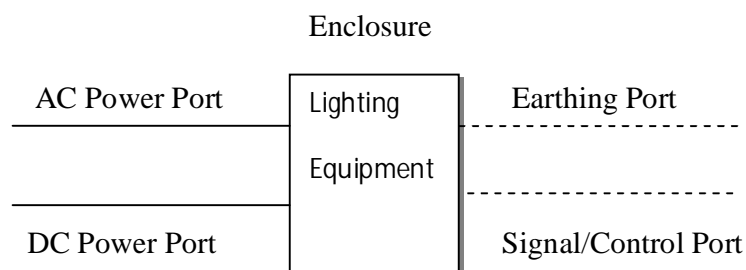 Enclosure
AC Power Port
Lighting
Equipment
Earthing Port
DC Power Port
Signal/Control Port